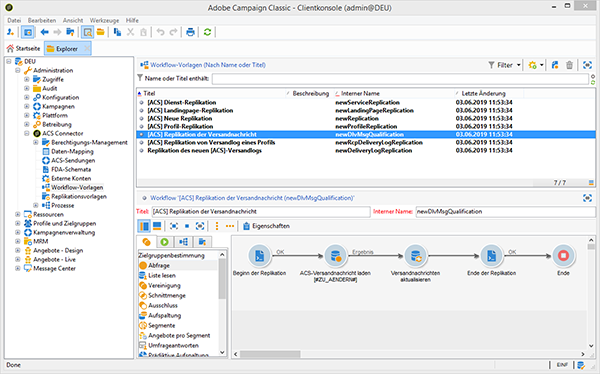 Adobe Campaign Classic - Clientkonsole (admin@DEU)
Datei Bearbeiten Ansicht Werkzeuge Hilfe
Startseite Explorer
DEU
Administration
Zugriffe
Audit
Konfiguration
Kampagnen
Plattform
Betreibung
ACS Connector
Berechtigungs-Management
Daten-Mapping
ACS-Sendungen
FDA-Schemata
Externe Konten
Workflow-Vorlagen
Replikationsvorlagen
Prozesse
Ressourcen
Profile und Zielgruppen
Kampagnenverwaltung
MRM
Angebote - Design
Angebote - Live
Message Center
Workflow-Vorlagen (Nach Name oder Titel)
Filter
Name oder Titel enthält:
Titel Beschreibung Interner Name Letzte Änderung
[ACS] Dienst-Replikation newServiceReplication 03.06.2019 11:53:34
[ACS] Landingpage-Replikation newLandingPageReplication 03.06.2019 11:53:34
[ACS] Neue Replikation newReplication 03.06.2019 11:53:34
[ACS] Profil-Replikation newProfileReplication 03.06.2019 11:53:34
[ACS] Replikation der Versandnachricht newDlvMsgQualification 03.06.2019 11:53:34
[ACS] Replikation von Versandlog eines Profils newRcpDeliveryLogReplication 03.06.2019 11:53:34
Replikation des neuen [ACS]-Versandlogs newDeliveryLogReplication 03.06.2019 11:53:34
7 / 7
Workflow '[ACS] Replikation der Versandnachricht (newDlvMsgQualification)'
Titel: [ACS] Replikation der Versandnachricht Interner Name: newDlvMsgQualification
Eigenschaften
Zielgruppenbestimmung
Abfrage
Liste lesen
Vereinigung
Schnittmenge
Ausschluss
Aufspaltung
Segmente
Angebote pro Segment
Umfrageantworten
Prädiktive Aufspaltung
OK Ergebnis OK
Beginn der Replikation
ACS-Versandnachricht laden
[#ZU_AENDERN#]
Versandnachrichten
aktualisieren
Ende der Replikation
Ende
Done
EINF